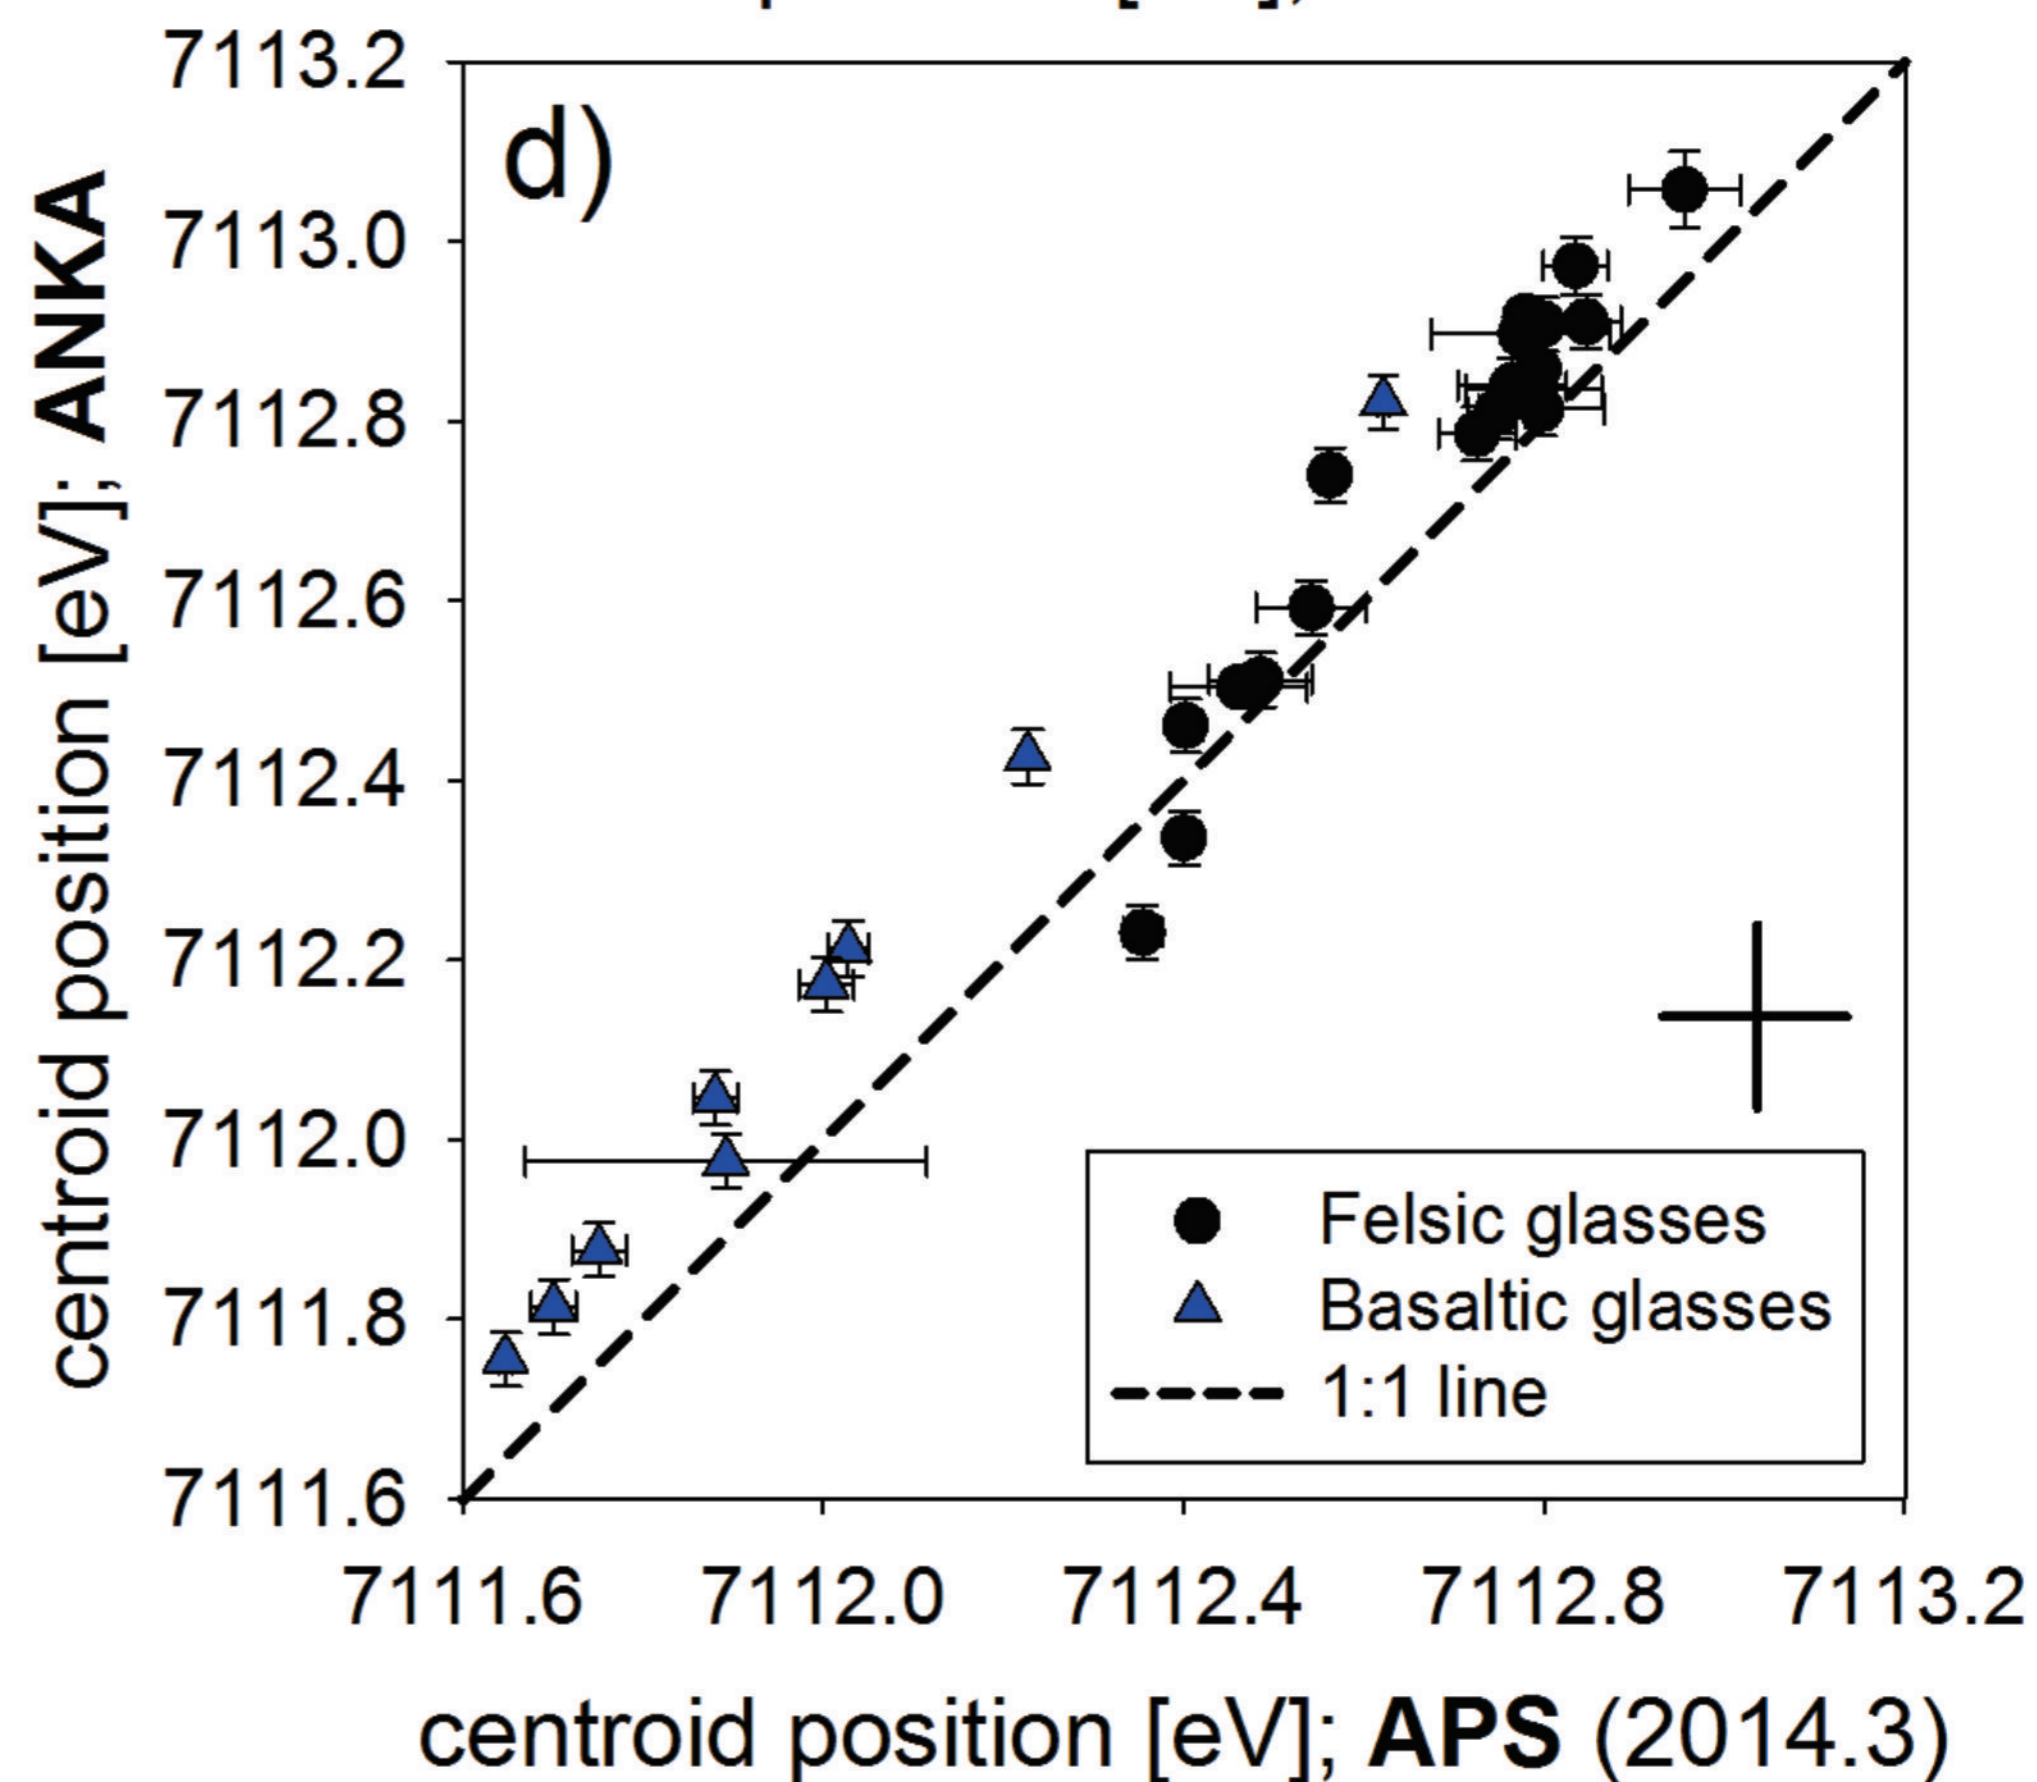 7113.2
d)
7113.0
7112.8
7112.6
7112.4
7112.2
7112.0
7111.8
7111.6
centroid position [eV]; ANKA
Felsic glasses
Basaltic glasses
1:1 line
7111.6 7112.0 7112.4 7112.8 7113.2
centroid position [eV]; APS (2014.3)